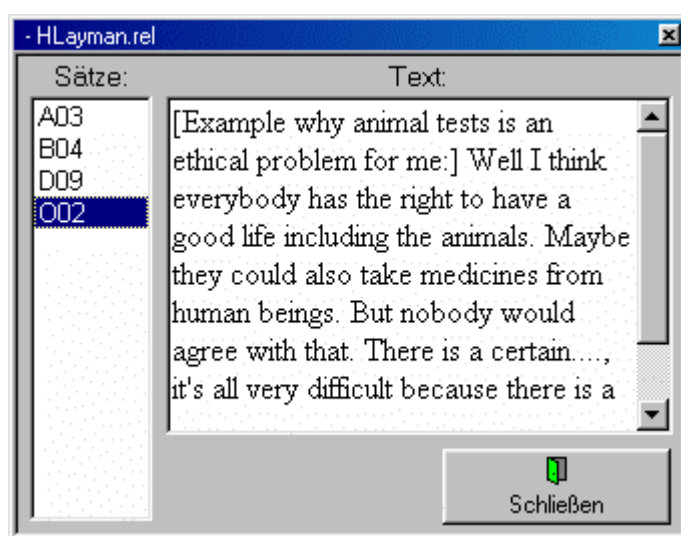 - HLayman.rel
Sätze:
Text:
A03
B04
D09
O02
[Example why animal tests is an
ethical problem for me:] Well I think
everybody has the right to have a
good life including the animals. Maybe
they could also take medicines from
human beings. But nobody would
agree with that. There is a certain....,
it's all very difficult because there is a
Schließen